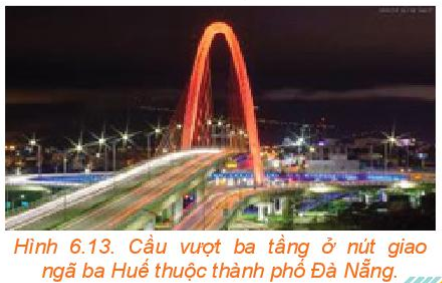 Hình 6.13. Cầu vượt ba tầng ở nút giao
ngã ba Huế thuộc thành phố Đà Nẵng.